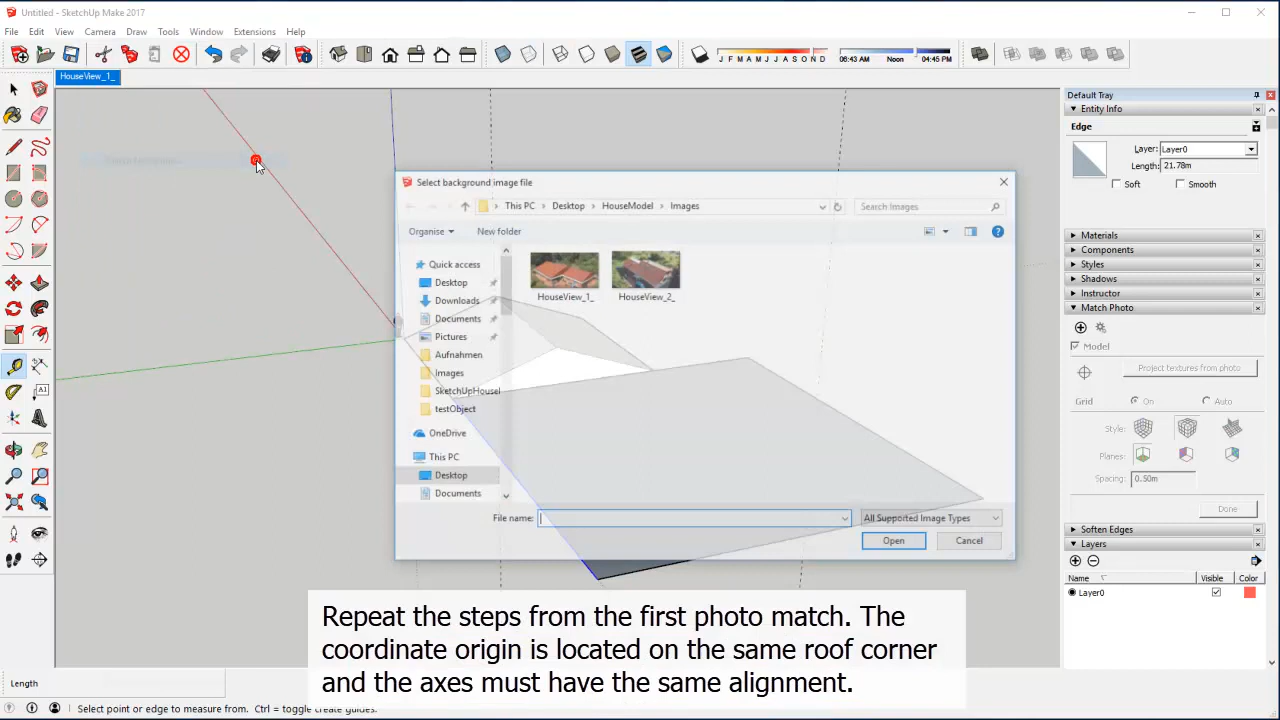 Untitled - SketchUp Make 2017
File Edit View Camera Draw Tools Window Extensions Help
J F M A M J J A S O N D 06:43 AM Noon 04:45 PM
HouseView_1_
Default Tray
Entity Info
Edge
Layer: Layer0
Length: 21.78m
Soft Smooth
Materials
Components
Styles
Shadows
Instructor
Match Photo
Model
Project textures from photo
Grid On Auto
Style:
Planes:
Spacing: 0.50m
Done
Soften Edges
Layers
Name Visible Color
Layer0
Select background image file
This PC > Desktop > HouseModel > Images
Search Images
Organise New folder
Quick access
Desktop
Downloads
Documents
Pictures
Aufnahmen
Images
SketchUpHousel
testObject
OneDrive
This PC
Desktop
Documents
HouseView_1_ HouseView_2_
File name: All Supported Image Types
Open Cancel
Repeat the steps from the first photo match. The
coordinate origin is located on the same roof corner
and the axes must have the same alignment.
Length
Select point or edge to measure from. Ctrl = toggle create guides.